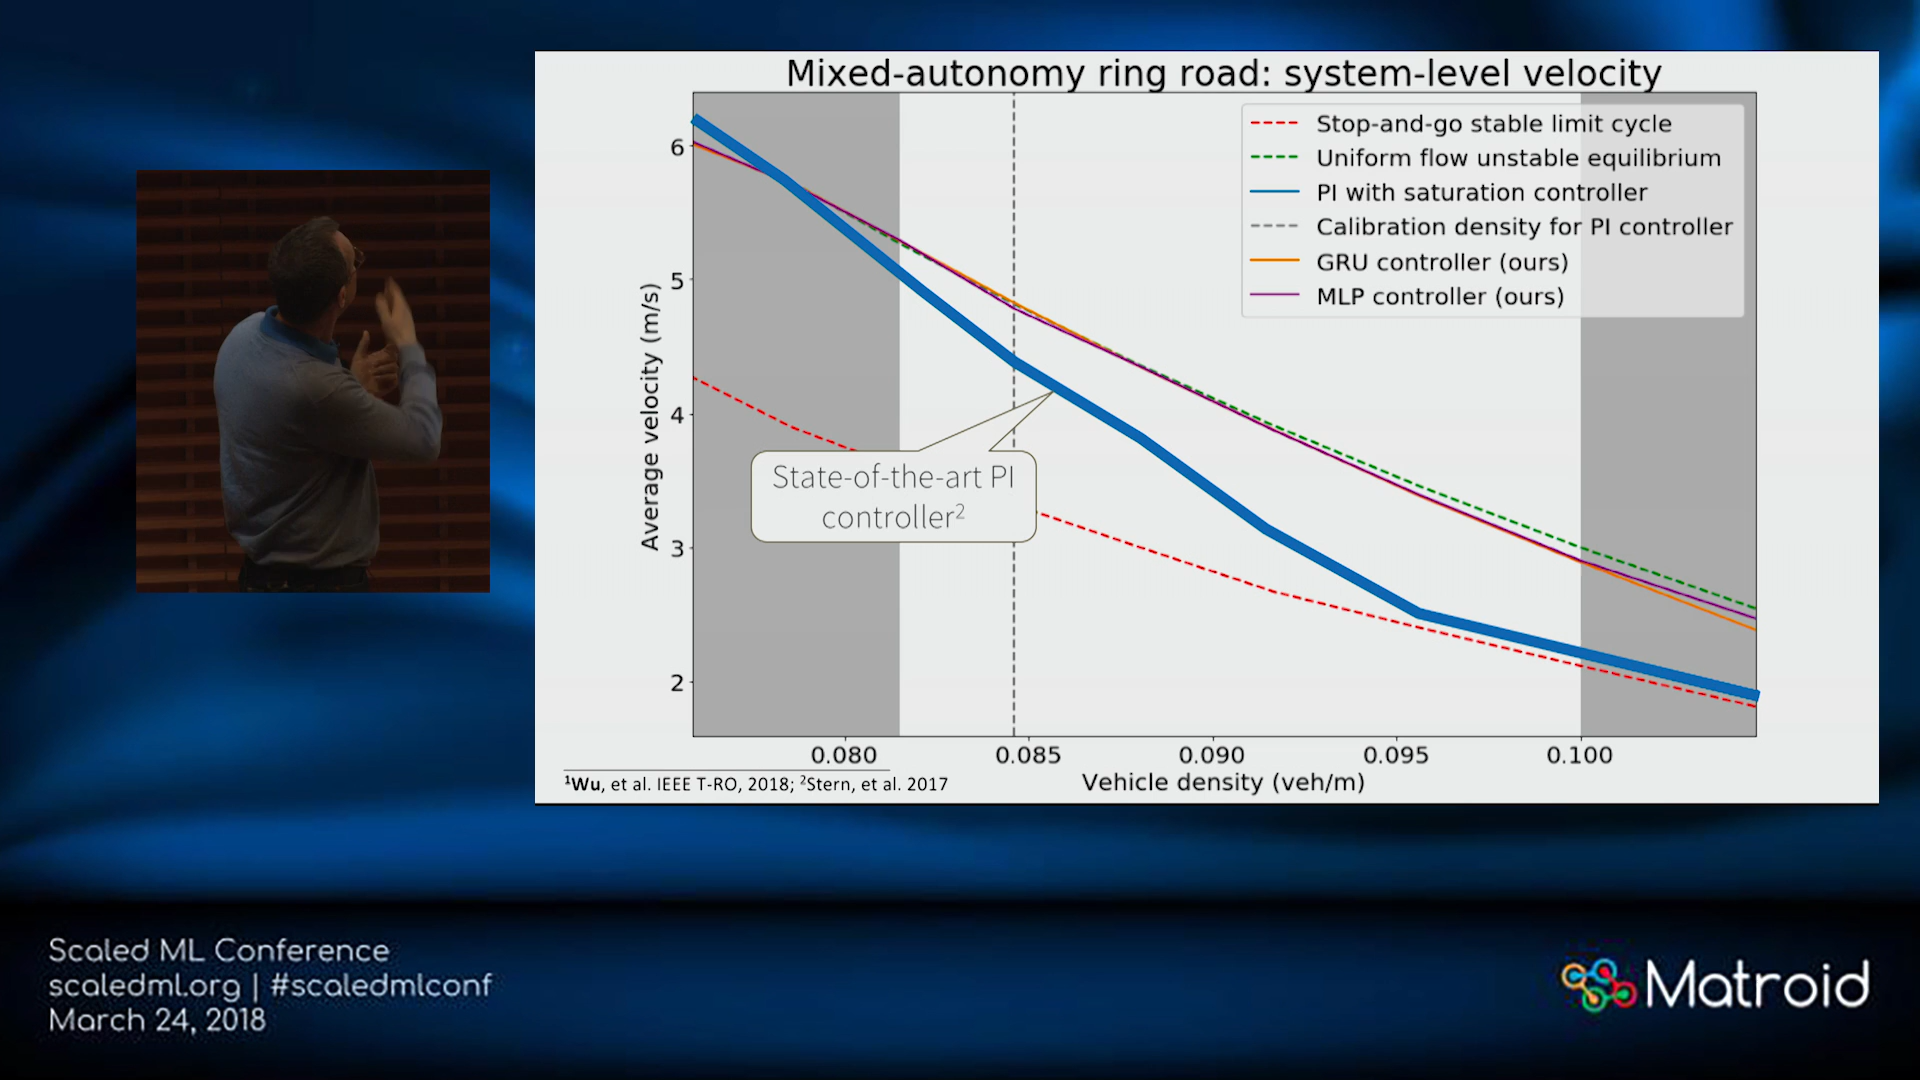 Mixed-autonomy ring road: system-level velocity
Stop-and-go stable limit cycle
Uniform flow unstable equilibrium
PI with saturation controller
Calibration density for PI controller
GRU controller (ours)
MLP controller (ours)
Average velocity (m/s)
6
5
4
3
2
State-of-the-art PI
controller²
0.080 0.085 0.090 0.095 0.100
Vehicle density (veh/m)
¹Wu, et al. IEEE T-RO, 2018; ²Stern, et al. 2017
Scaled ML Conference
scaledml.org | #scaledmlconf
March 24, 2018
Matroid